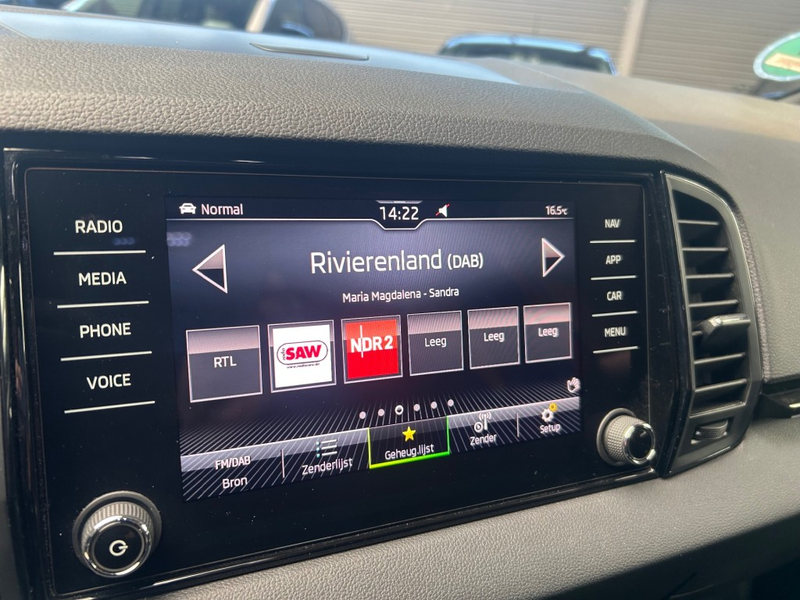 RADIO
MEDIA
PHONE
VOICE
Normal
14:22
16.5°C
Rivierenland (DAB)
Maria Magdalena - Sandra
RTL
SAW
NDR 2
Leeg
Leeg
Leeg
FM/DAB
Bron
Zenderlijst
Geheug.lijst
Zender
Setup
NAV
APP
CAR
MENU